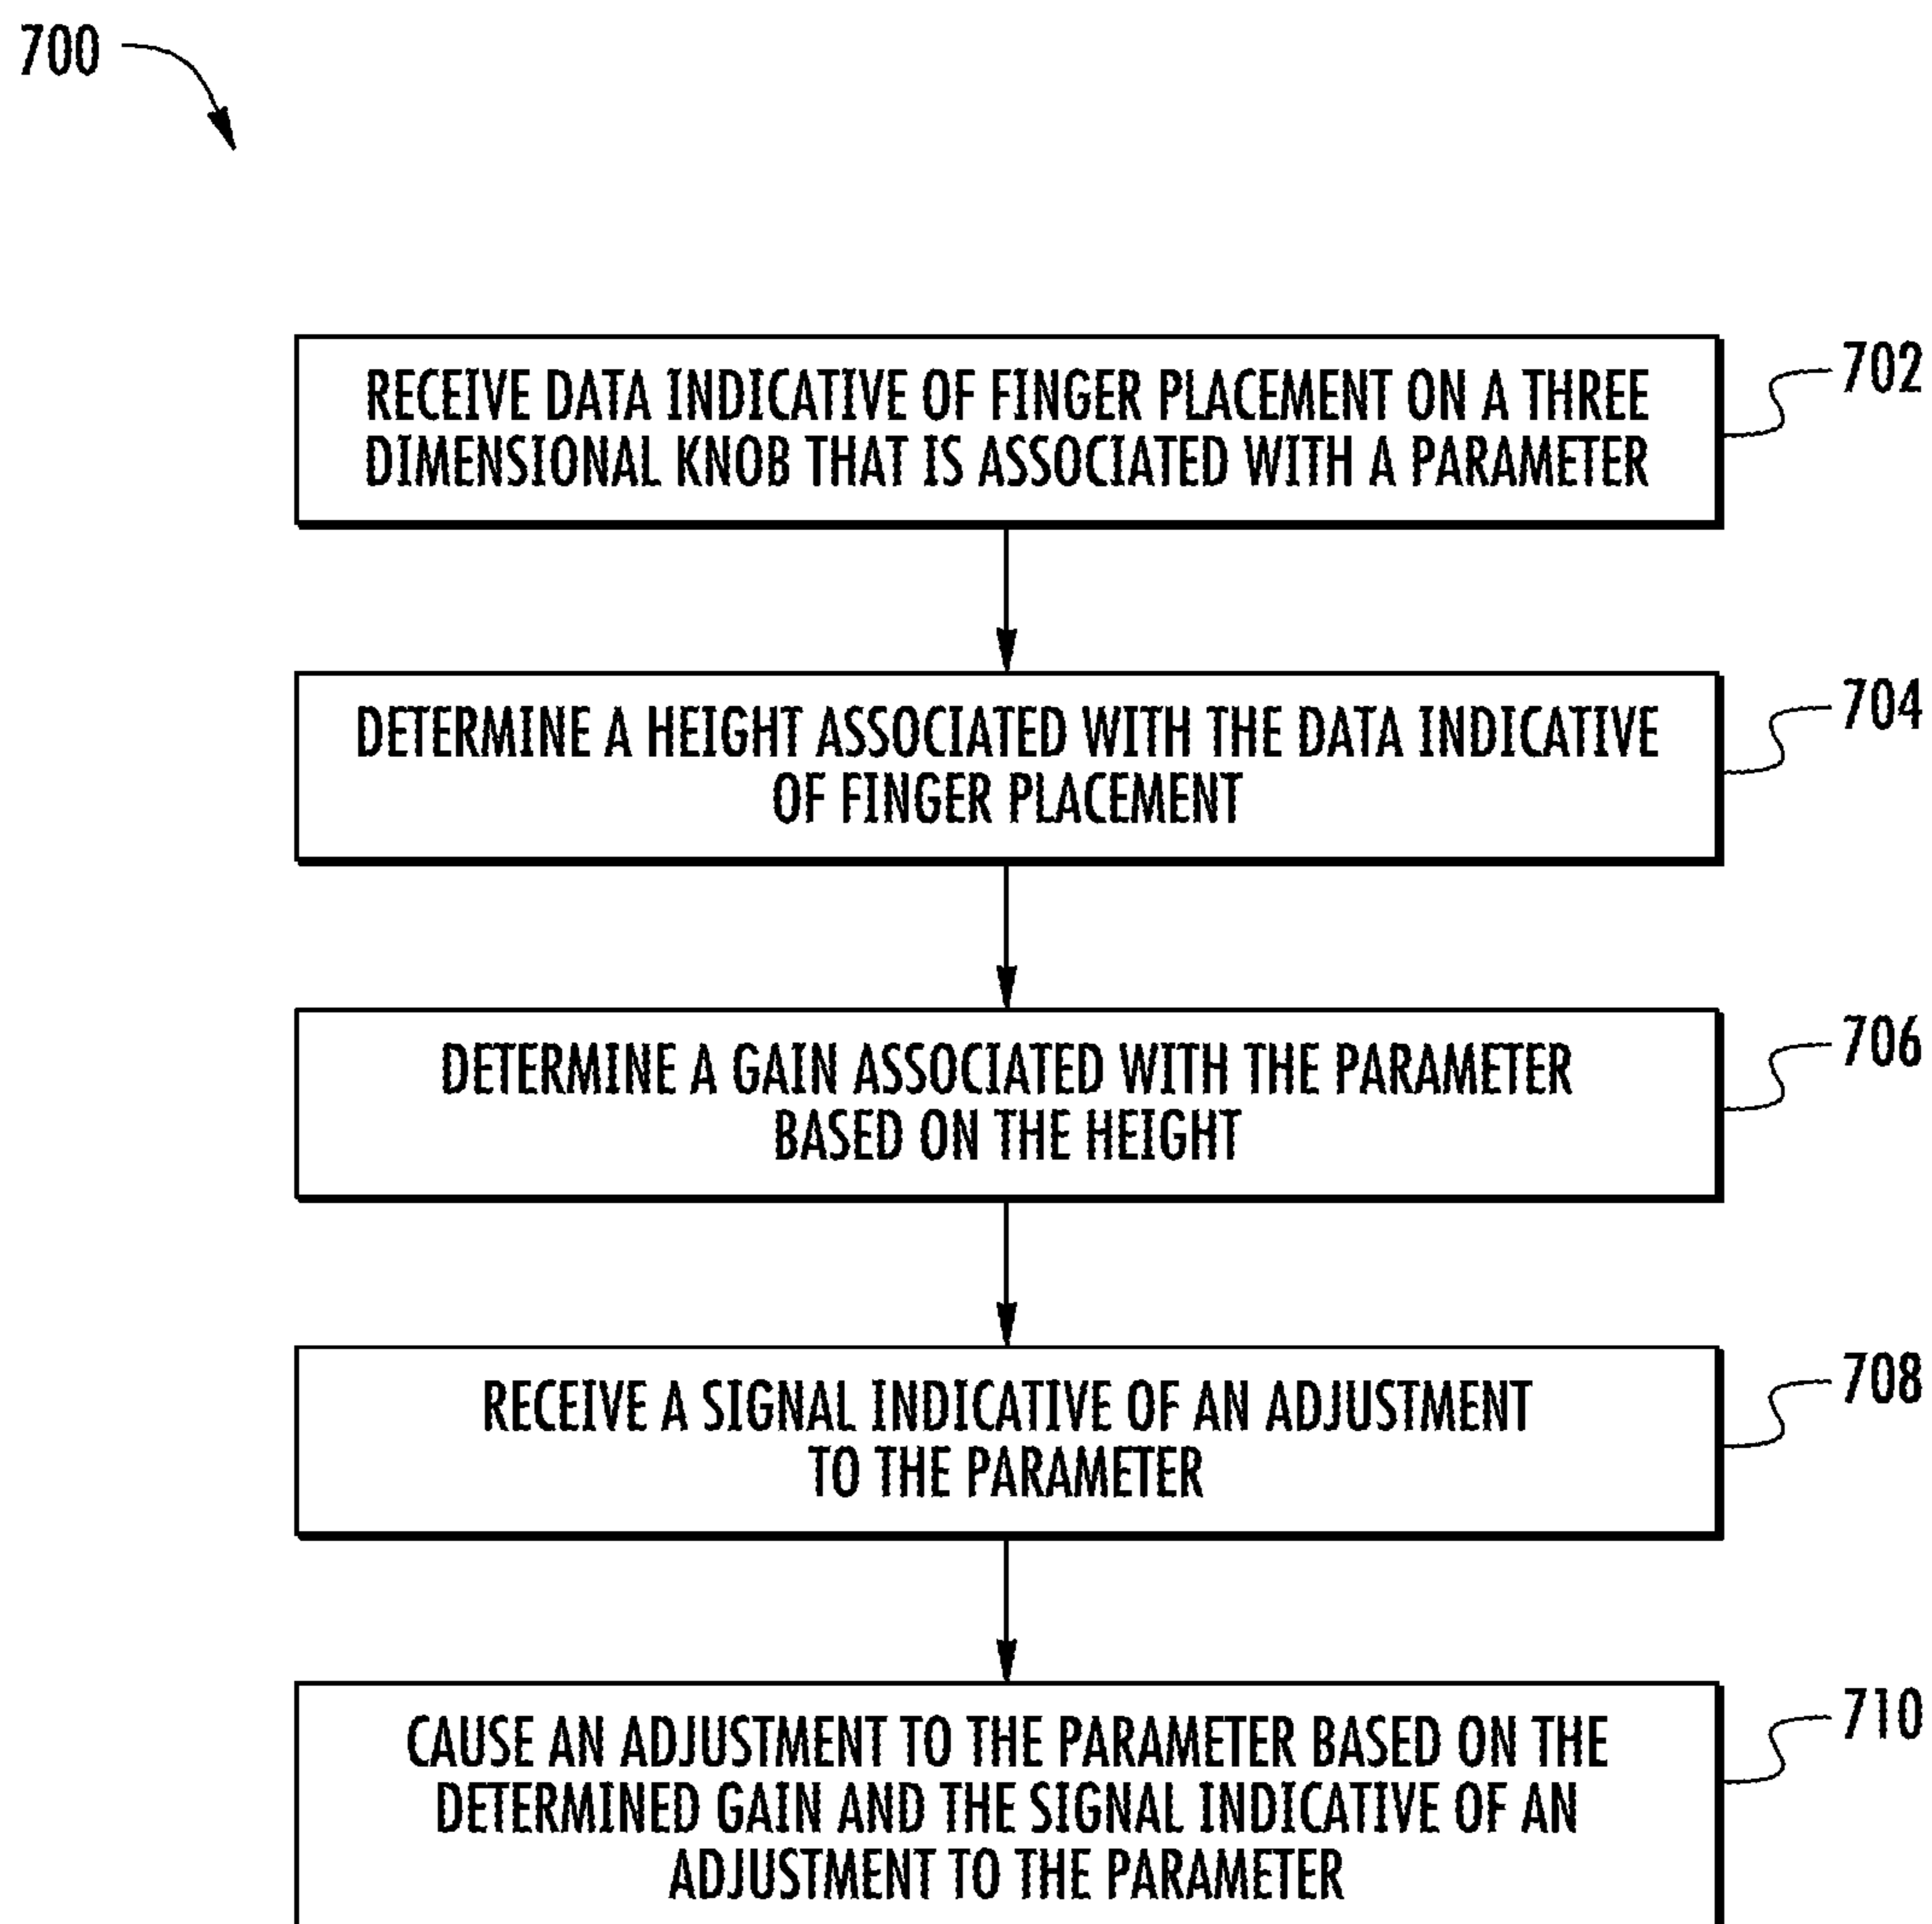 700
RECEIVE DATA INDICATIVE OF FINGER PLACEMENT ON A THREE
DIMENSIONAL KNOB THAT IS ASSOCIATED WITH A PARAMETER
702
DETERMINE A HEIGHT ASSOCIATED WITH THE DATA INDICATIVE
OF FINGER PLACEMENT
704
DETERMINE A GAIN ASSOCIATED WITH THE PARAMETER
BASED ON THE HEIGHT
706
RECEIVE A SIGNAL INDICATIVE OF AN ADJUSTMENT
TO THE PARAMETER
708
CAUSE AN ADJUSTMENT TO THE PARAMETER BASED ON THE
DETERMINED GAIN AND THE SIGNAL INDICATIVE OF AN
ADJUSTMENT TO THE PARAMETER
710